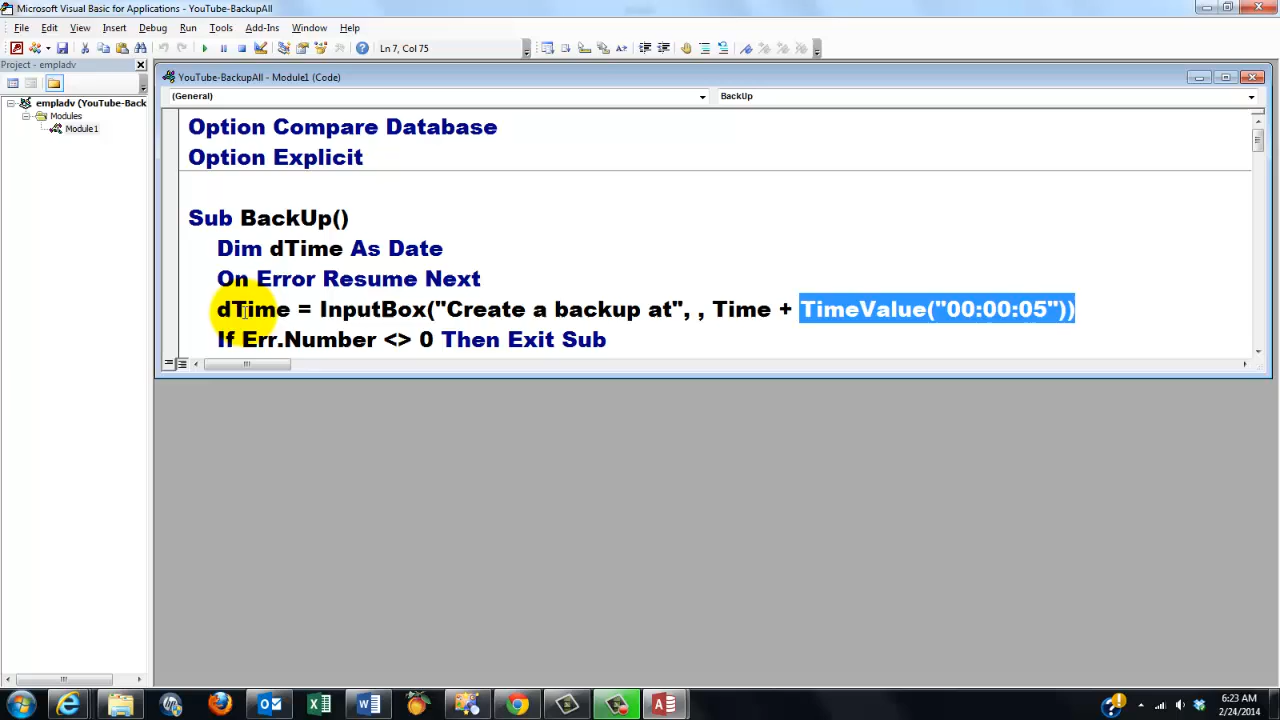 Microsoft Visual Basic for Applications - YouTube-BackupAll
File Edit View Insert Debug Run Tools Add-Ins Window Help
Ln 7, Col 75
Project - empladv
YouTube-BackupAll - Module1 (Code)
(General) BackUp
empladv (YouTube-Back
Modules
Module1
Option Compare Database
Option Explicit
Sub BackUp()
Dim dTime As Date
On Error Resume Next
dTime = InputBox("Create a backup at", , Time + TimeValue("00:00:05"))
If Err.Number <> 0 Then Exit Sub
6:23 AM
2/24/2014